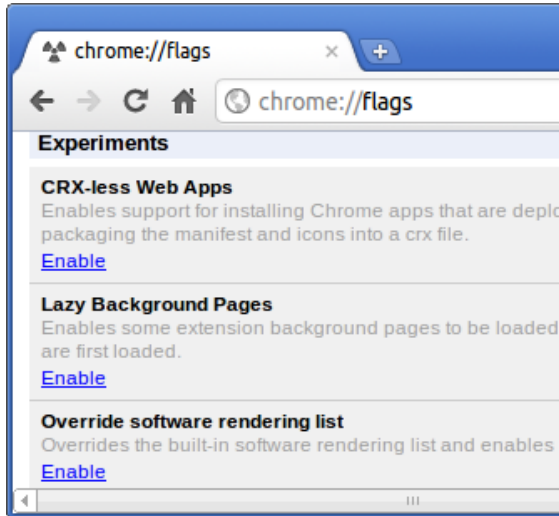 chrome://flags
chrome://flags
Experiments
CRX-less Web Apps
Enables support for installing Chrome apps that are deplo
packaging the manifest and icons into a crx file.
Enable
Lazy Background Pages
Enables some extension background pages to be loaded
are first loaded.
Enable
Override software rendering list
Overrides the built-in software rendering list and enables
Enable